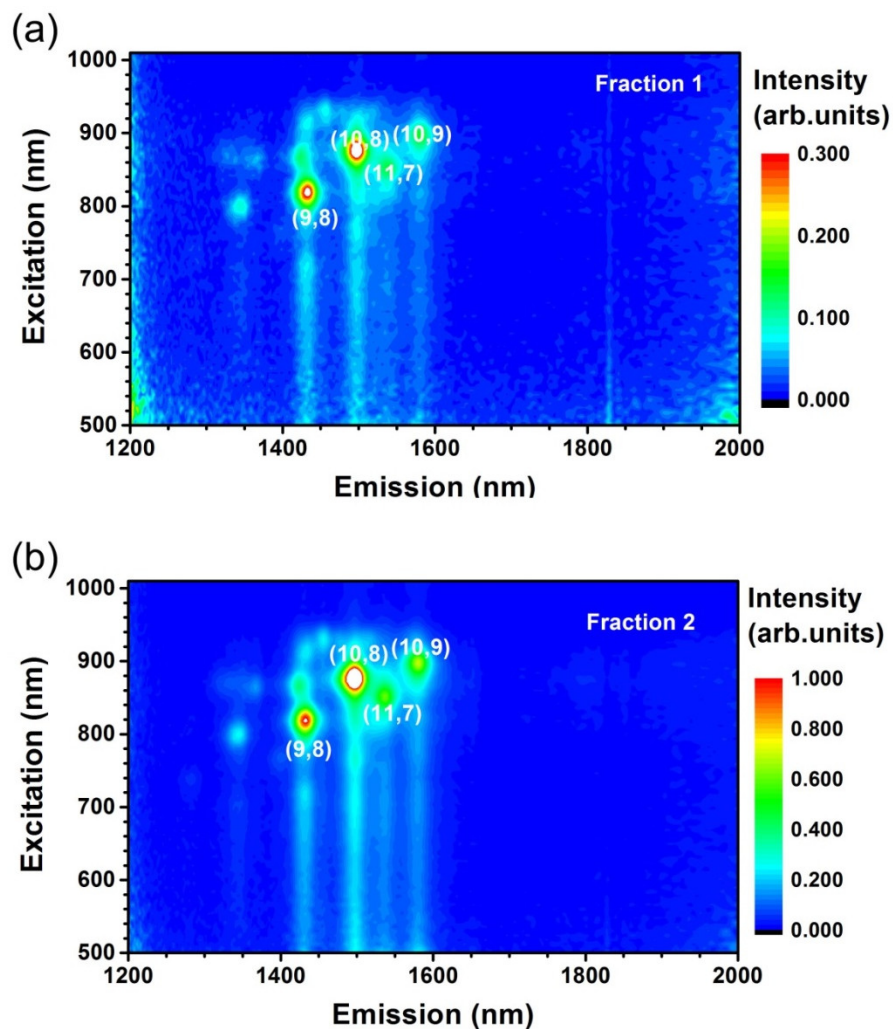 (a)
1000
900
800
700
600
500
Excitation (nm)
Fraction 1
(10,8) (10,9)
(11,7)
(9,8)
1200 1400 1600 1800 2000
Emission (nm)
Intensity
(arb.units)
0.300
0.200
0.100
0.000
(b)
1000
900
800
700
600
500
Excitation (nm)
Fraction 2
(10,8) (10,9)
(11,7)
(9,8)
1200 1400 1600 1800 2000
Emission (nm)
Intensity
(arb.units)
1.000
0.800
0.600
0.400
0.200
0.000